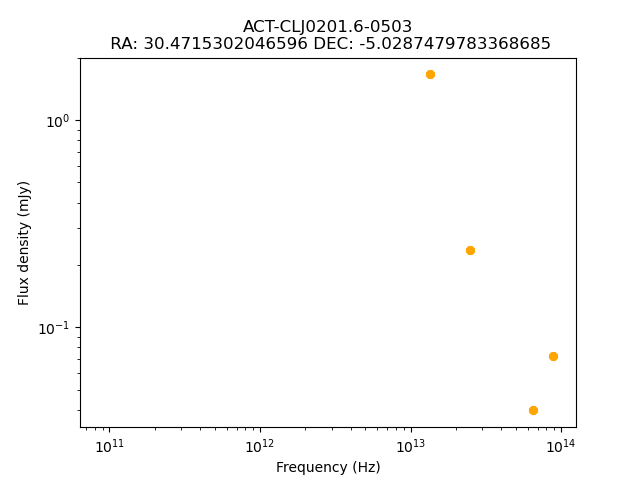 ACT-CLJ0201.6-0503
RA: 30.4715302046596 DEC: -5.0287479783368685
Flux density (mJy)
10⁰
10⁻¹
10¹¹ 10¹² 10¹³ 10¹⁴
Frequency (Hz)